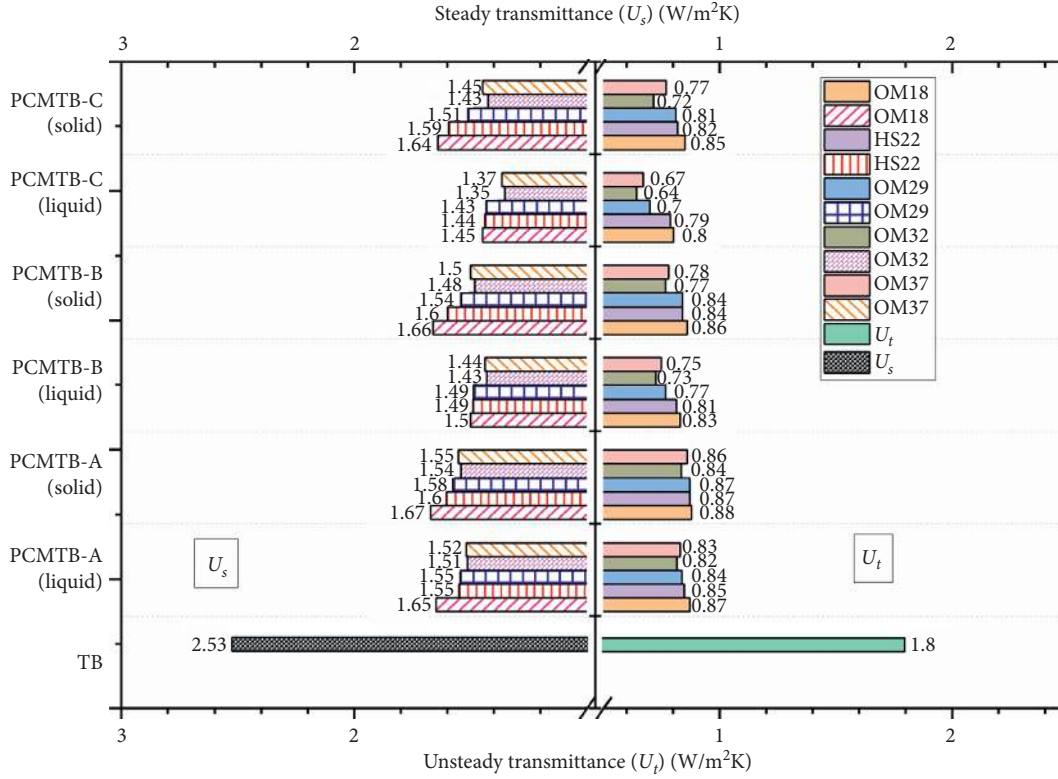 Steady transmittance (Us) (W/m²K)
3 2 1 2
PCMTB-C
(solid)
1.45 0.77
1.43 0.72
1.51 0.81
1.59 0.82
1.64 0.85
PCMTB-C
(liquid)
1.37 0.67
1.35 0.64
1.43 0.7
1.44 0.79
1.45 0.8
PCMTB-B
(solid)
1.5 0.78
1.48 0.77
1.54 0.84
1.6 0.84
1.66 0.86
PCMTB-B
(liquid)
1.44 0.75
1.43 0.73
1.49 0.77
1.49 0.81
1.5 0.83
PCMTB-A
(solid)
1.55 0.86
1.54 0.84
1.58 0.87
1.6 0.87
1.67 0.88
PCMTB-A
(liquid)
1.52 0.83
1.51 0.82
1.55 0.84
1.55 0.85
1.65 0.87
Us
Ut
TB
2.53 1.8
OM18
OM18
HS22
HS22
OM29
OM29
OM32
OM32
OM37
OM37
Ut
Us
3 2 1 2
Unsteady transmittance (Ut) (W/m²K)